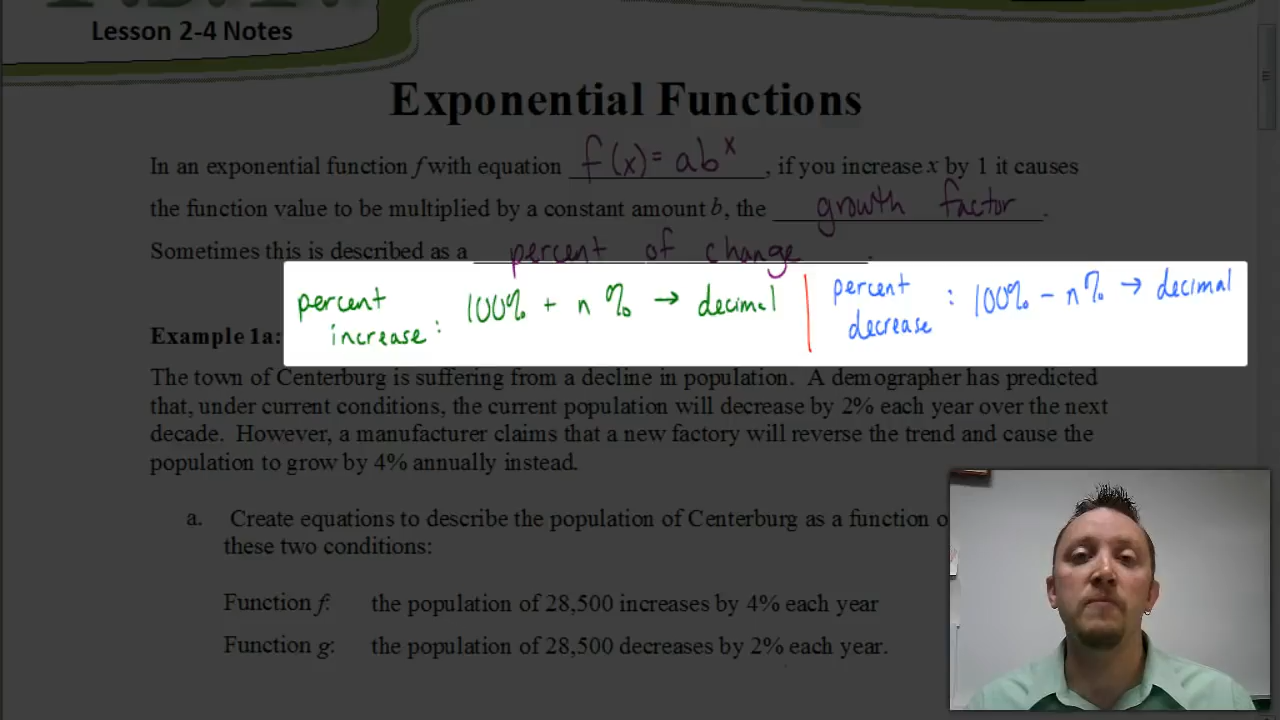 Lesson 2-4 Notes
Exponential Functions
In an exponential function f with equation f(x) = ab^x, if you increase x by 1 it causes
the function value to be multiplied by a constant amount b, the growth factor.
Sometimes this is described as a percent of change.
percent increase: 100% + n% → decimal | percent decrease: 100% - n% → decimal
Example 1a:
The town of Centerburg is suffering from a decline in population. A demographer has predicted
that, under current conditions, the current population will decrease by 2% each year over the next
decade. However, a manufacturer claims that a new factory will reverse the trend and cause the
population to grow by 4% annually instead.
a. Create equations to describe the population of Centerburg as a function
these two conditions:
Function f: the population of 28,500 increases by 4% each year
Function g: the population of 28,500 decreases by 2% each year.